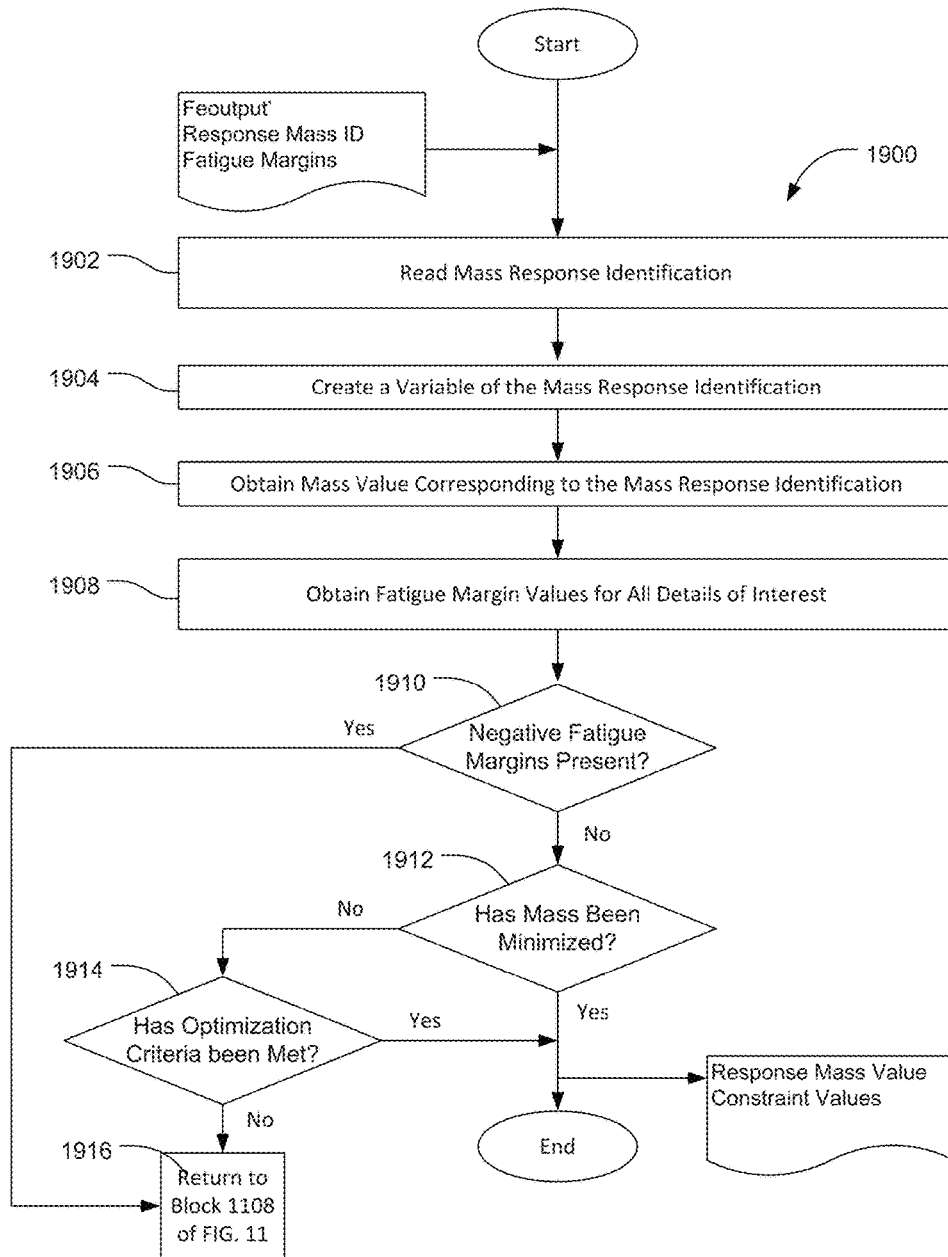 Start
Feoutput'
Response Mass ID
Fatigue Margins
1900
1902
Read Mass Response Identification
1904
Create a Variable of the Mass Response Identification
1906
Obtain Mass Value Corresponding to the Mass Response Identification
1908
Obtain Fatigue Margin Values for All Details of Interest
1910
Yes
Negative Fatigue
Margins Present?
No
1912
No
Has Mass Been
Minimized?
1914
Yes
Yes
Has Optimization
Criteria been Met?
Response Mass Value
Constraint Values
No
1916
End
Return to
Block 1108
of FIG. 11